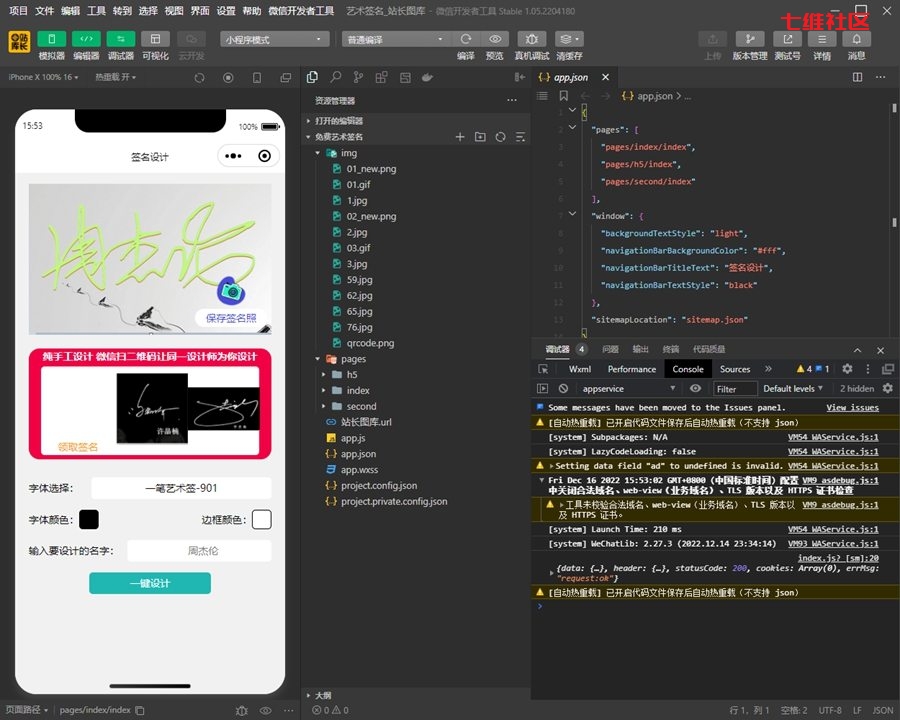 项目 文件 编辑 工具 转到 选择 视图 界面 设置 帮助 微信开发者工具 艺术签名_站长图库 - 微信开发者工具 Stable 1.05.2204180
七维社区
站长图库
小程序模式 普通编译
模拟器 编辑器 调试器 可视化 云开发 编译 预览 真机调试 清缓存 上传 版本管理 测试号 详情 消息
iPhone X 100% 16 热重载 开
app.json
app.json > ...
15:53 100%
签名设计
周杰伦
保存签名照
纯手工设计 微信扫二维码让同一设计师为你设计
许晶楠
领取签名
字体选择: 一笔艺术签-901
字体颜色: 边框颜色:
输入要设计的名字: 周杰伦
一键设计
页面路径 pages/index/index
资源管理器
打开的编辑器
免费艺术签名
img
01_new.png
01.gif
1.jpg
02_new.png
2.jpg
03.gif
3.jpg
59.jpg
62.jpg
65.jpg
76.jpg
qrcode.png
pages
h5
index
second
站长图库.url
app.js
app.json
app.wxss
project.config.json
project.private.config.json
大纲
0 0
1 {
2 "pages": [
3 "pages/index/index",
4 "pages/h5/index",
5 "pages/second/index"
6 ],
7 "window": {
8 "backgroundTextStyle": "light",
9 "navigationBarBackgroundColor": "#fff",
10 "navigationBarTitleText": "签名设计",
11 "navigationBarTextStyle": "black"
12 },
13 "sitemapLocation": "sitemap.json"
14 }
调试器 4 问题 输出 终端 代码质量
Wxml Performance Console Sources » 4 1
appservice Filter Default levels 2 hidden
Some messages have been moved to the Issues panel. View issues
[自动热重载] 已开启代码文件保存后自动热重载（不支持 json）
[system] Subpackages: N/A VM54 WAService.js:1
[system] LazyCodeLoading: false VM54 WAService.js:1
Setting data field "ad" to undefined is invalid. VM54 WAService.js:1
Fri Dec 16 2022 15:53:02 GMT+0800 (中国标准时间) 配置 VM9 asdebug.js:1
中关闭合法域名、web-view（业务域名）、TLS 版本以及 HTTPS 证书检查
工具未校验合法域名、web-view（业务域名）、TLS 版本以 VM9 asdebug.js:1
及 HTTPS 证书。
[system] Launch Time: 210 ms VM54 WAService.js:1
[system] WeChatLib: 2.27.3 (2022.12.14 23:34:14) VM93 WAService.js:1
index.js? [sm]:20
{data: {…}, header: {…}, statusCode: 200, cookies: Array(0), errMsg:
"request:ok"}
[自动热重载] 已开启代码文件保存后自动热重载（不支持 json）
行 1, 列 1 空格: 2 UTF-8 LF JSON